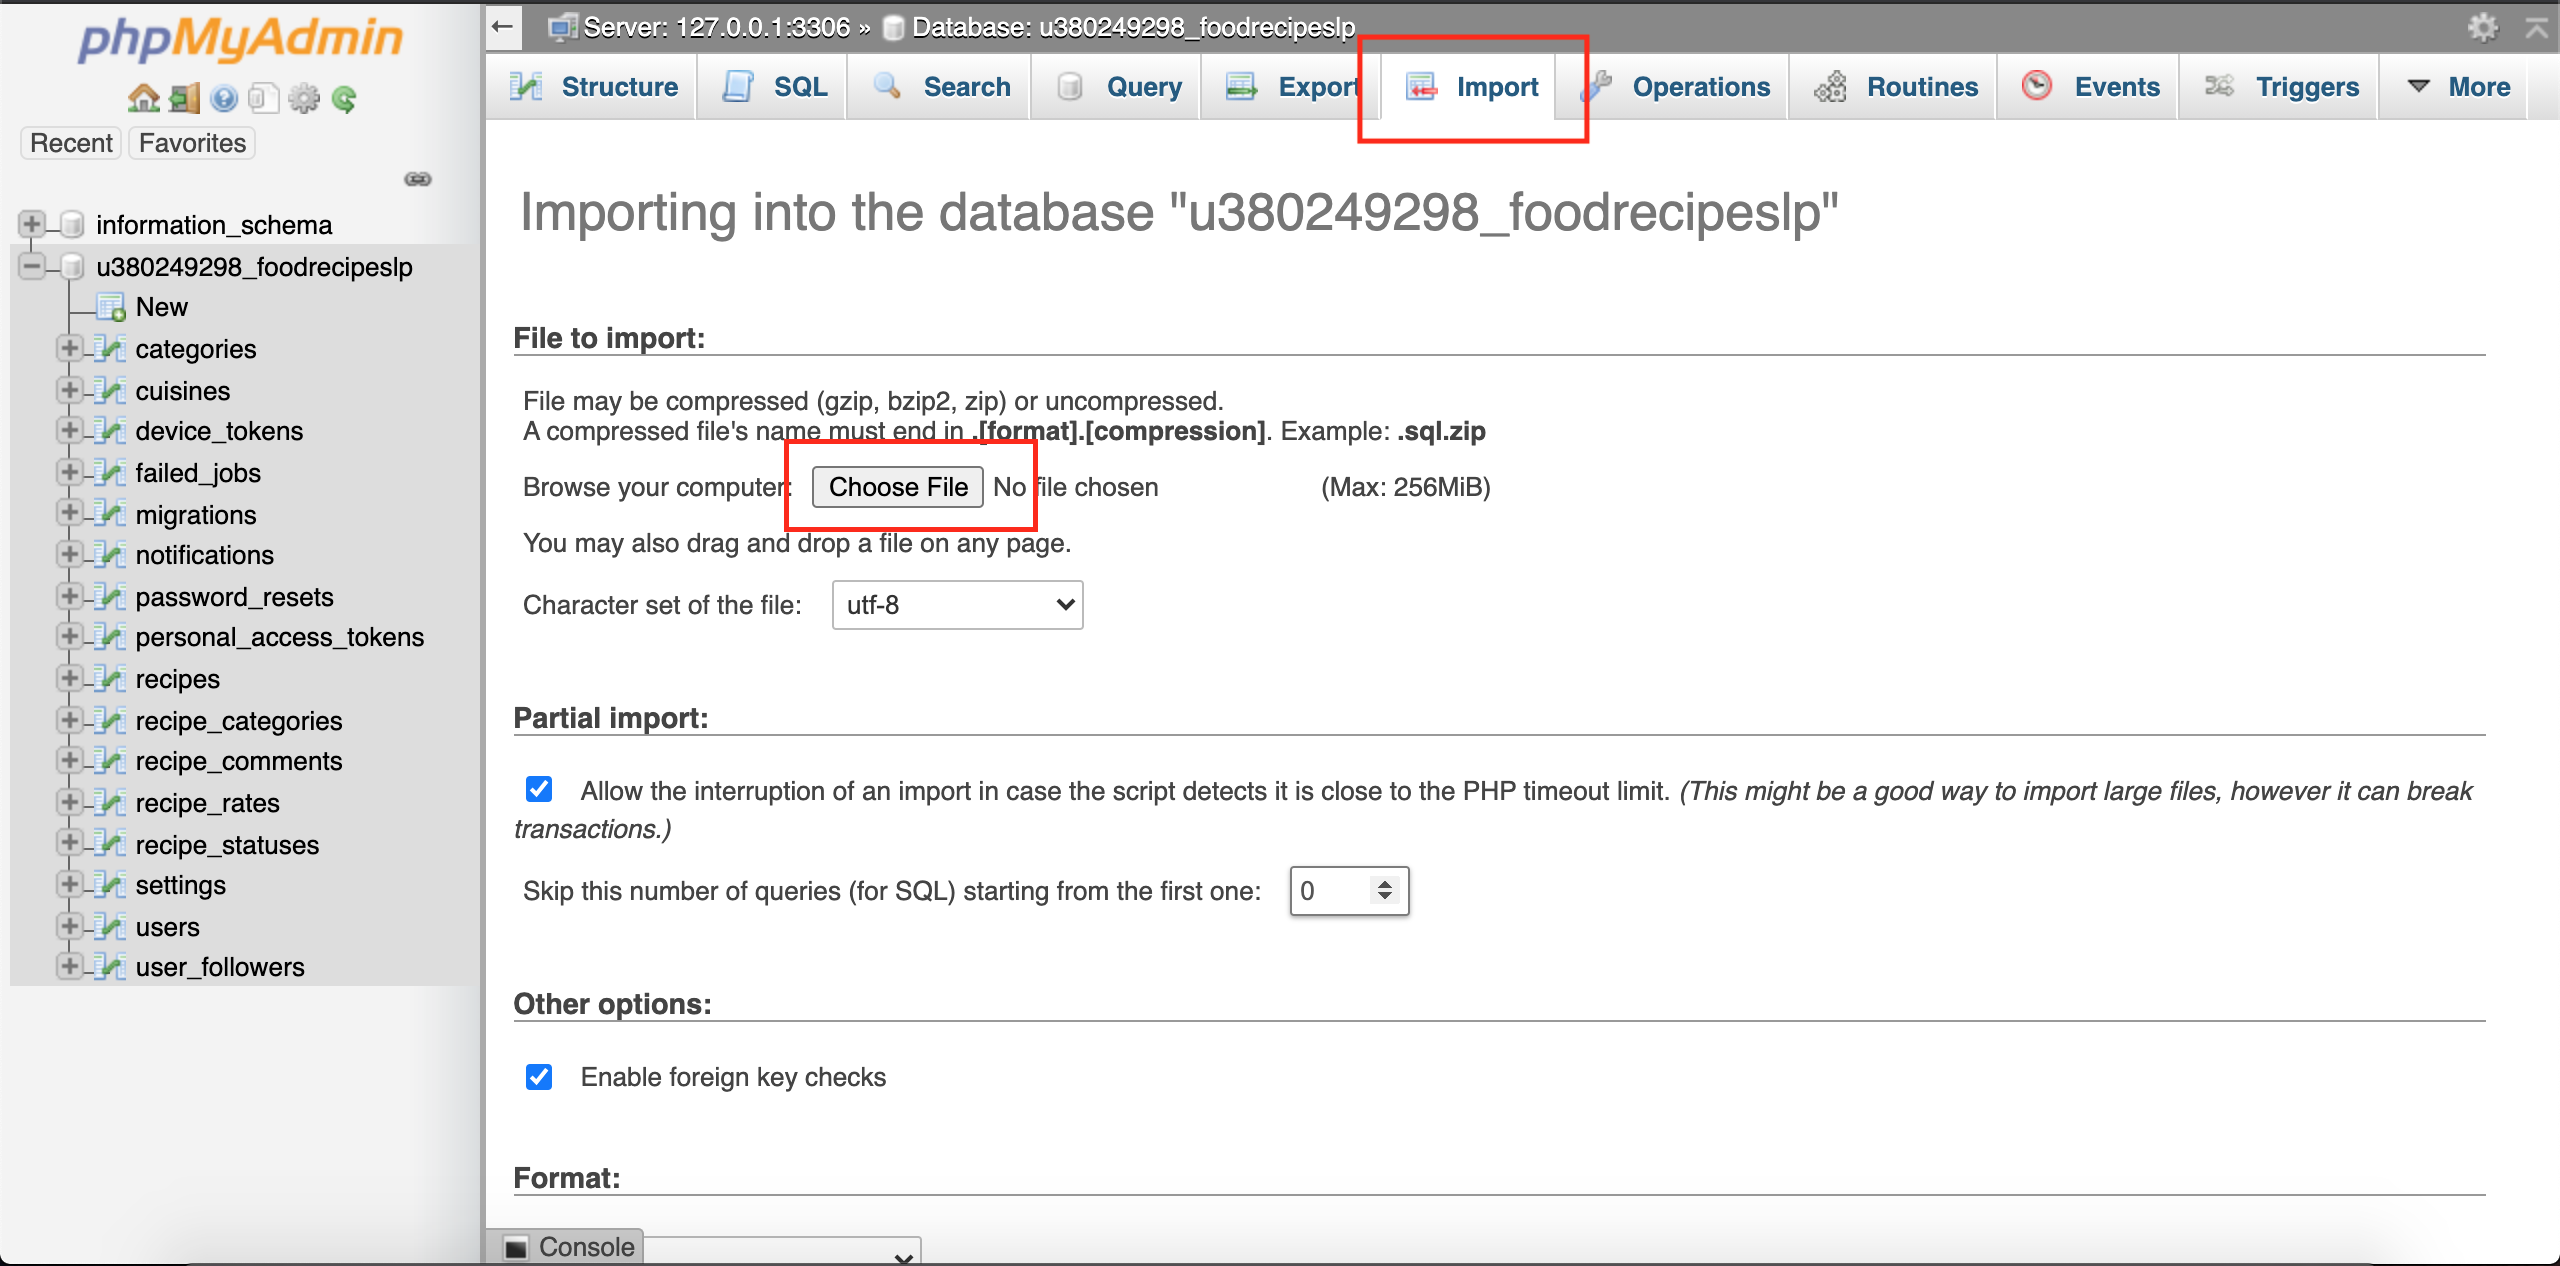 phpMyAdmin
Recent
Favorites
information_schema
u380249298_foodrecipeslp
New
categories
cuisines
device_tokens
failed_jobs
migrations
notifications
password_resets
personal_access_tokens
recipes
recipe_categories
recipe_comments
recipe_rates
recipe_statuses
settings
users
user_followers
Server: 127.0.0.1:3306 » Database: u380249298_foodrecipeslp
Structure
SQL
Search
Query
Export
Import
Operations
Routines
Events
Triggers
More
Importing into the database "u380249298_foodrecipeslp"
File to import:
File may be compressed (gzip, bzip2, zip) or uncompressed.
A compressed file's name must end in .[format].[compression]. Example: .sql.zip
Browse your computer: Choose File No file chosen (Max: 256MiB)
You may also drag and drop a file on any page.
Character set of the file: utf-8
Partial import:
Allow the interruption of an import in case the script detects it is close to the PHP timeout limit. (This might be a good way to import large files, however it can break
transactions.)
Skip this number of queries (for SQL) starting from the first one: 0
Other options:
Enable foreign key checks
Format:
Console